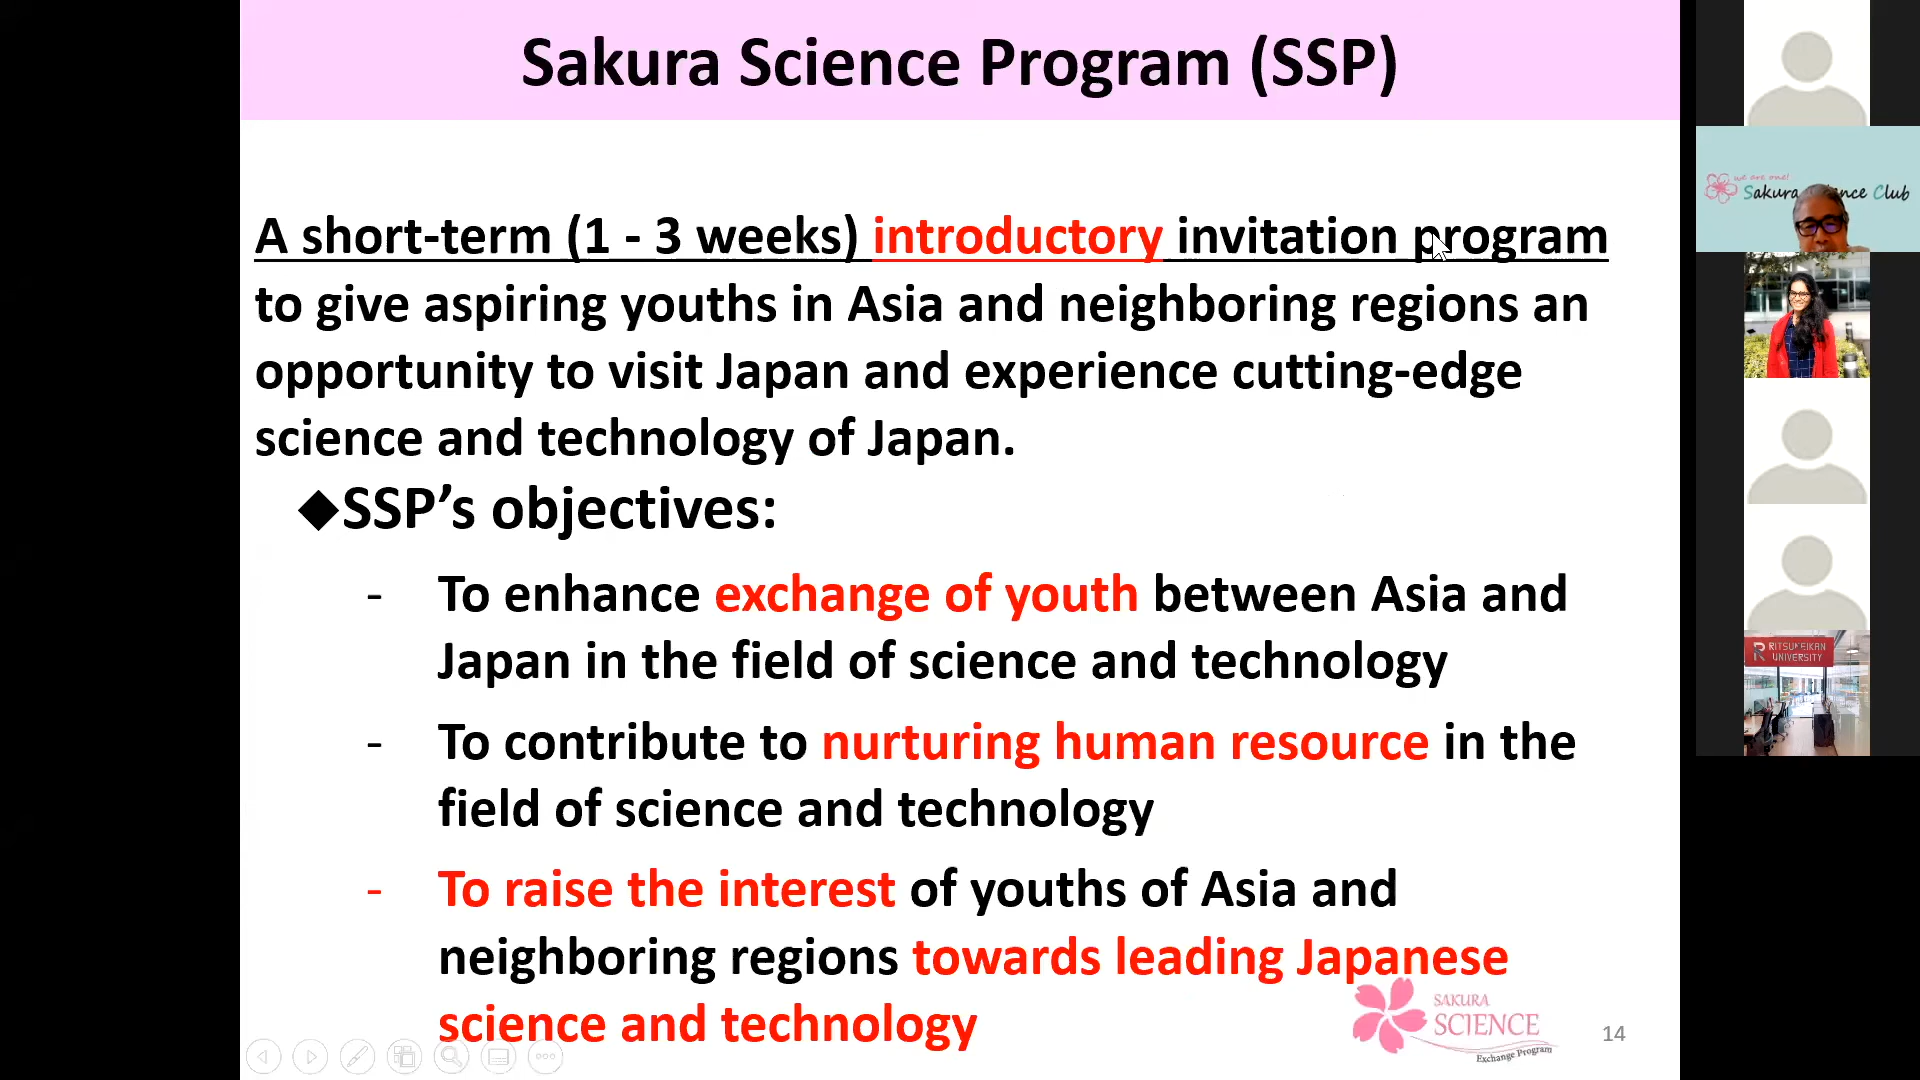 Sakura Science Program (SSP)
A short-term (1 - 3 weeks) introductory invitation program
to give aspiring youths in Asia and neighboring regions an
opportunity to visit Japan and experience cutting-edge
science and technology of Japan.
◆SSP’s objectives:
- To enhance exchange of youth between Asia and
Japan in the field of science and technology
- To contribute to nurturing human resource in the
field of science and technology
- To raise the interest of youths of Asia and
neighboring regions towards leading Japanese
science and technology
SAKURA
SCIENCE
Exchange Program
14
we are one!
Sakura Science Club
RITSUMEIKAN
UNIVERSITY